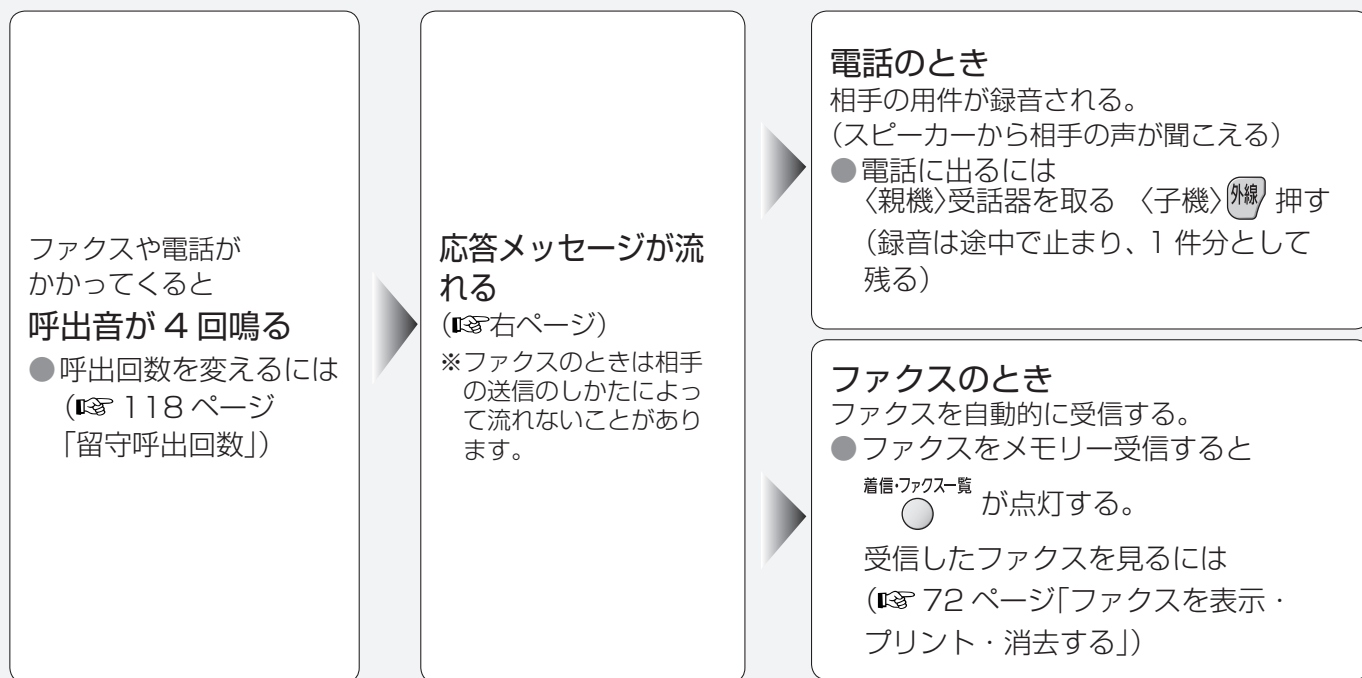 ファクスや電話が
かかってくると
呼出音が 4 回鳴る
●呼出回数を変えるには
(☞ 118 ページ
「留守呼出回数」)
応答メッセージが流
れる
(☞右ページ)
※ファクスのときは相手
の送信のしかたによっ
て流れないことがあり
ます。
電話のとき
相手の用件が録音される。
(スピーカーから相手の声が聞こえる)
●電話に出るには
〈親機〉受話器を取る 〈子機〉外線 押す
(録音は途中で止まり、1 件分として
残る)
ファクスのとき
ファクスを自動的に受信する。
●ファクスをメモリー受信すると
着信・ファクス一覧 が点灯する。
受信したファクスを見るには
(☞ 72 ページ「ファクスを表示・
プリント・消去する」)